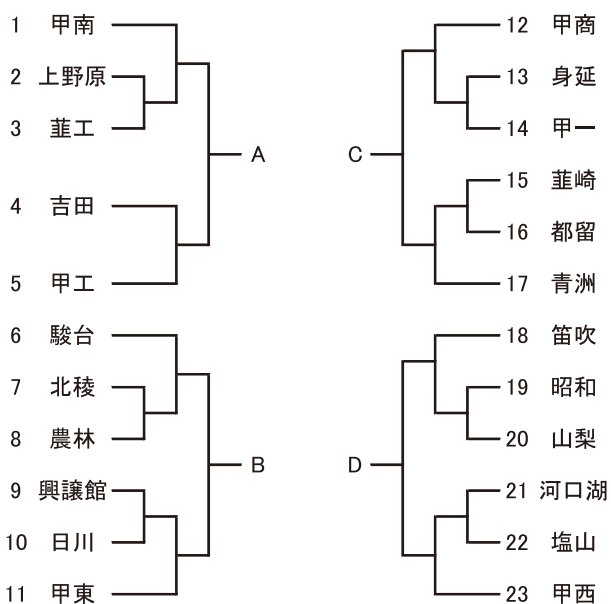 1 甲南
2 上野原
3 韮工
A
4 吉田
5 甲工
6 駿台
7 北稜
8 農林
B
9 興譲館
10 日川
11 甲東
12 甲商
13 身延
14 甲一
C
15 韮崎
16 都留
17 青洲
18 笛吹
19 昭和
20 山梨
D
21 河口湖
22 塩山
23 甲西